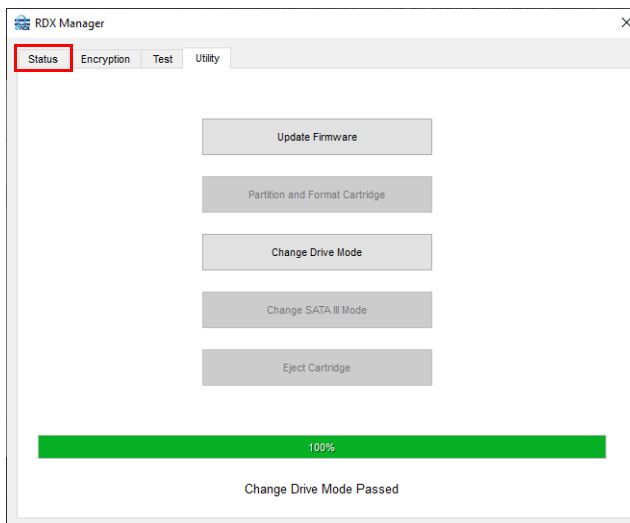 RDX Manager
Status Encryption Test Utility
Update Firmware
Partition and Format Cartridge
Change Drive Mode
Change SATA III Mode
Eject Cartridge
100%
Change Drive Mode Passed